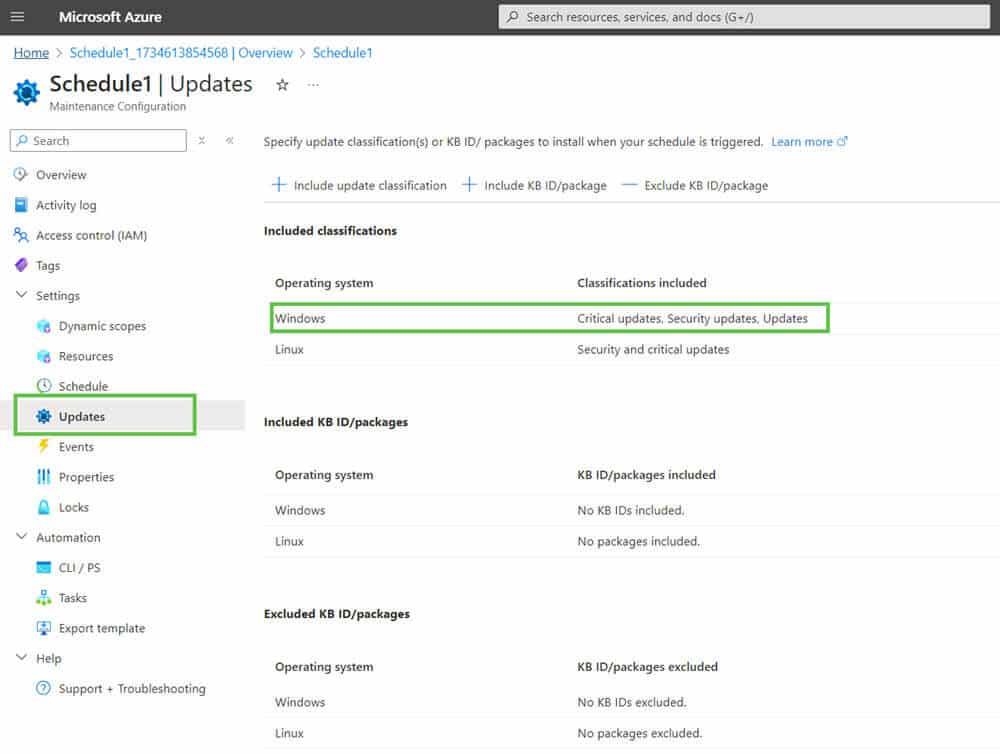 Microsoft Azure
Search resources, services, and docs (G+/)
Home > Schedule1_1734613854568 | Overview > Schedule1
Schedule1 | Updates
Maintenance Configuration
Search
Overview
Activity log
Access control (IAM)
Tags
Settings
Dynamic scopes
Resources
Schedule
Updates
Events
Properties
Locks
Automation
CLI / PS
Tasks
Export template
Help
Support + Troubleshooting
Specify update classification(s) or KB ID/ packages to install when your schedule is triggered. Learn more
Include update classification Include KB ID/package Exclude KB ID/package
Included classifications
Operating system Classifications included
Windows Critical updates, Security updates, Updates
Linux Security and critical updates
Included KB ID/packages
Operating system KB ID/packages included
Windows No KB IDs included.
Linux No packages included.
Excluded KB ID/packages
Operating system KB ID/packages excluded
Windows No KB IDs excluded.
Linux No packages excluded.